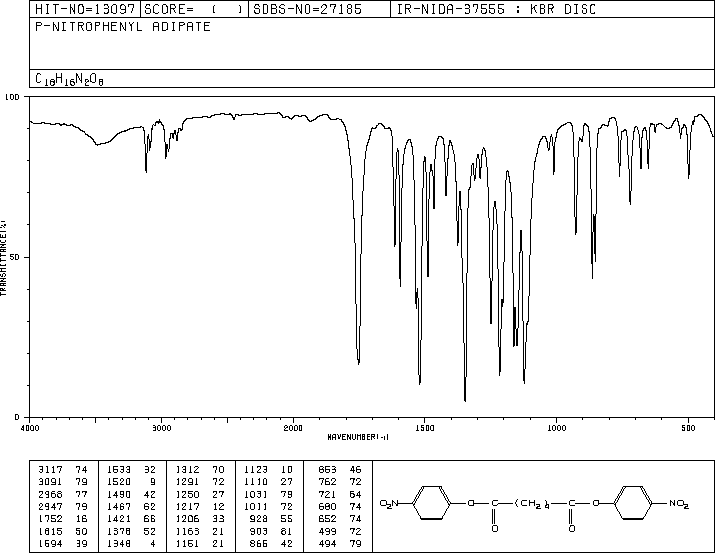 HIT-NO=13097 SCORE= ( ) SDBS-NO=27185 IR-NIDA-37555 : KBR DISC
P-NITROPHENYL ADIPATE
C18H16N2O8
100
50
0
TRANSMITTANCE(%)
4000 3000 2000 1500 1000 500
WAVENUMBER(-1)
3117 74 1533 32 1312 70 1123 10 853 46
3091 79 1520 9 1291 72 1110 27 762 72
2968 77 1490 42 1250 27 1031 79 721 64
2947 79 1467 62 1217 12 1011 72 680 74
1752 16 1421 66 1206 33 928 55 652 74
1615 50 1378 52 1163 21 903 81 499 72
1594 39 1348 4 1151 21 866 42 494 79
O2N O C (CH2)4 C O NO2
O O